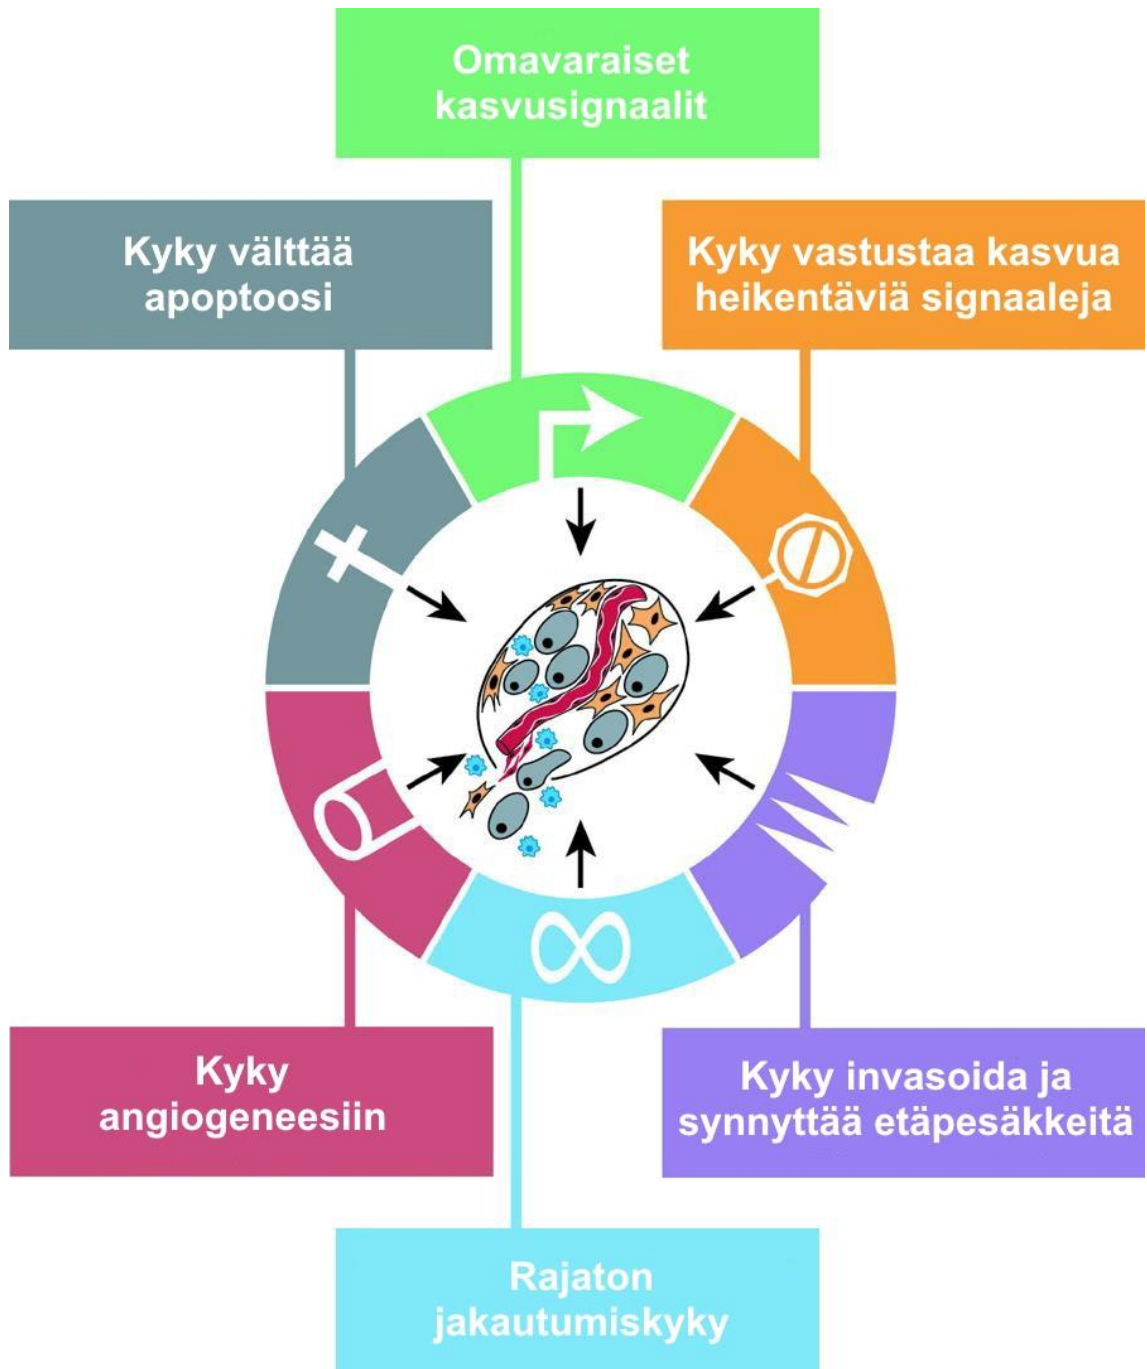 Omavaraiset
kasvusignaalit
Kyky välttää
apoptoosi
Kyky vastustaa kasvua
heikentäviä signaaleja
Kyky
angiogeneesiin
Kyky invasoida ja
synnyttää etäpesäkkeitä
Rajaton
jakautumiskyky